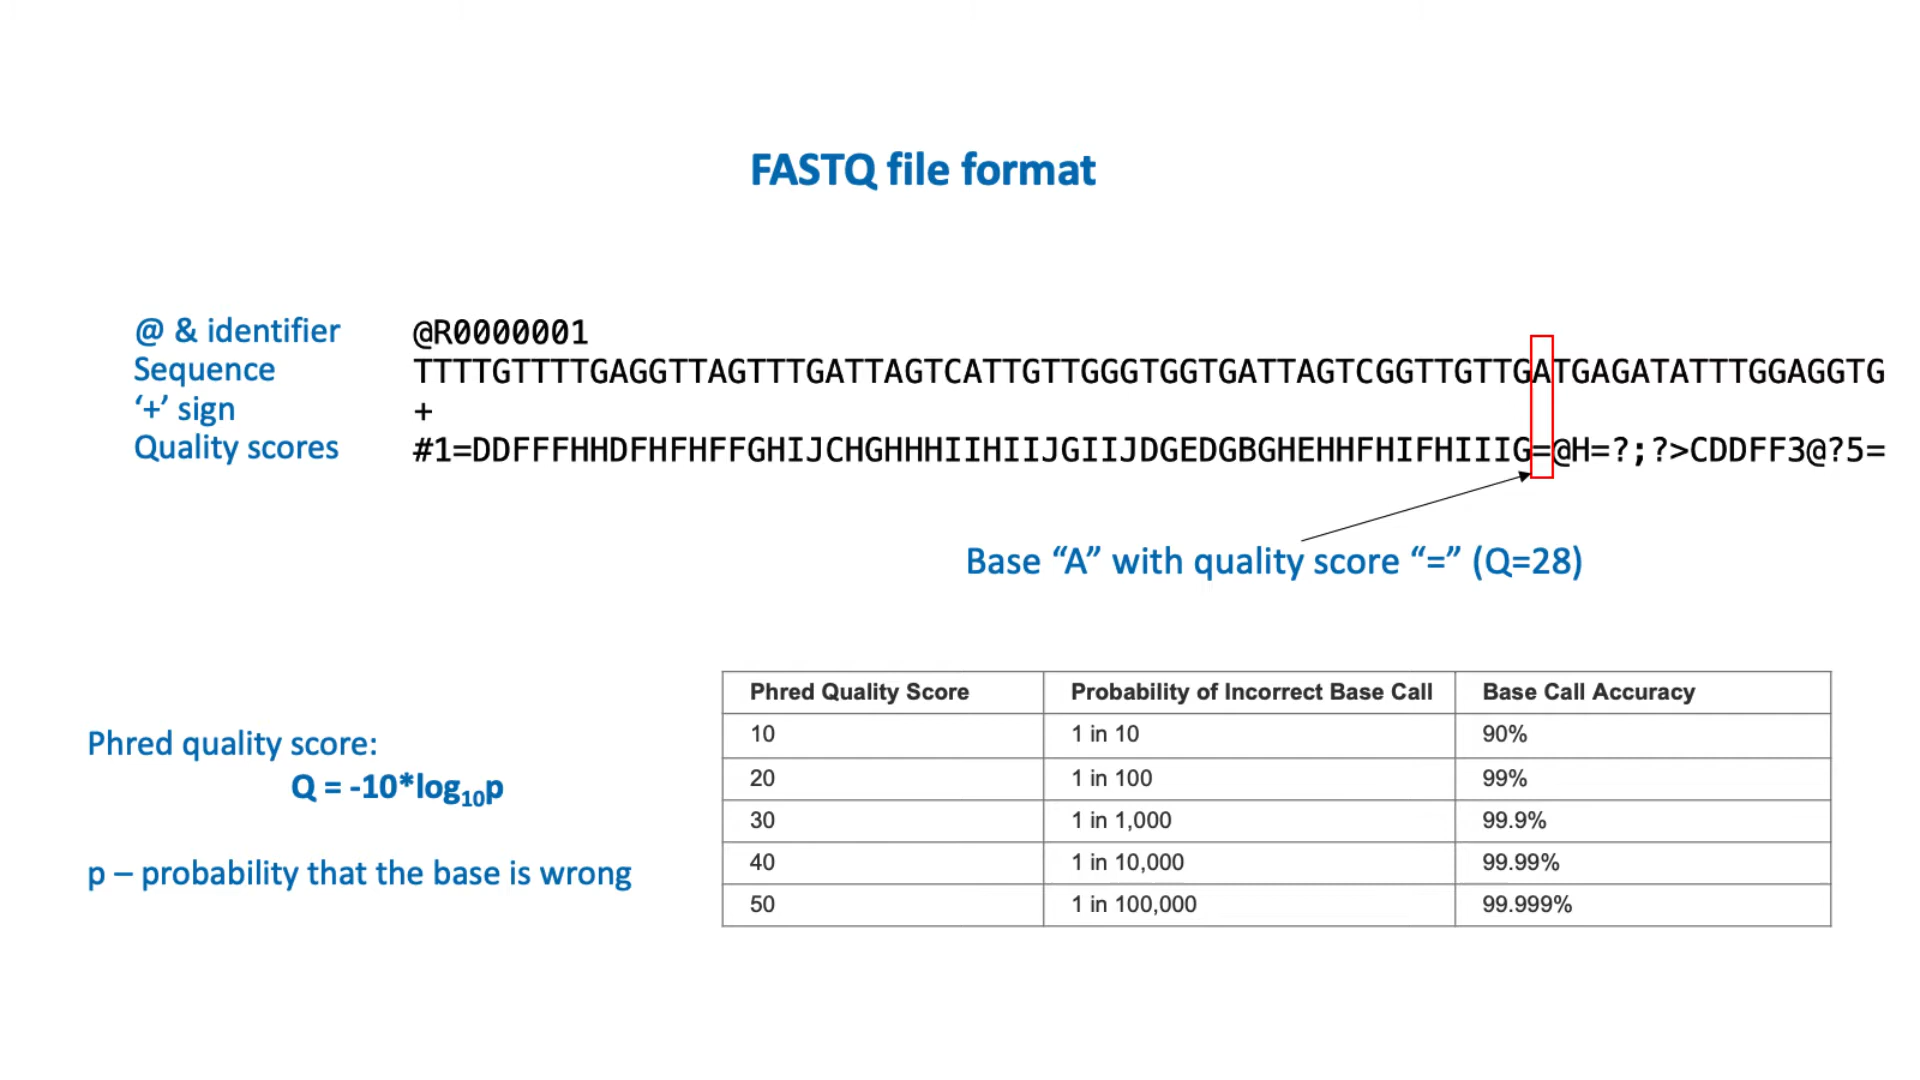 FASTQ file format
@ & identifier @R0000001
Sequence TTTTGTTTTGAGGTTAGTTTGATTAGTCATTGTTGGGTGGTGATTAGTCGGTTGTTGATGAGATATTTGGAGGTG
‘+’ sign +
Quality scores #1=DDFFFHHDFHFHFFGHIJCHGHHHIIHIIJGIIJDGEDGBGHEHHFHIFHIIIG=@H=?;?>CDDFF3@?5=
Base “A” with quality score “=” (Q=28)
Phred quality score:
Q = -10*log10p
p – probability that the base is wrong
Phred Quality Score Probability of Incorrect Base Call Base Call Accuracy
10 1 in 10 90%
20 1 in 100 99%
30 1 in 1,000 99.9%
40 1 in 10,000 99.99%
50 1 in 100,000 99.999%